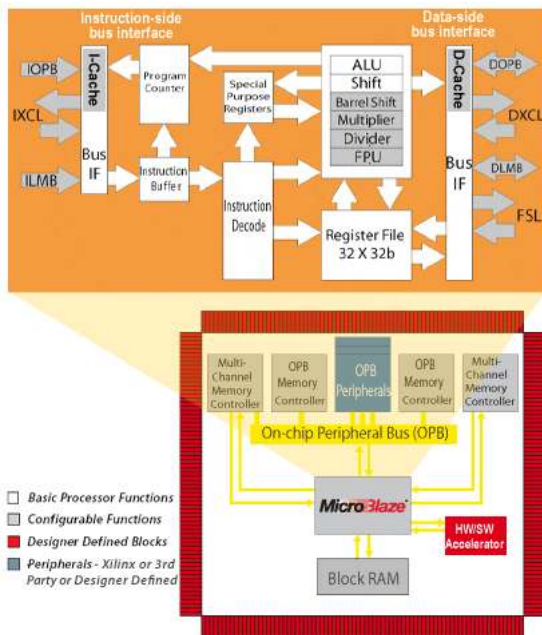 Instruction-side
bus interface
Data-side
bus interface
IOPB
IXCL
ILMB
I-Cache
Bus
IF
Program
Counter
Special
Purpose
Registers
Instruction
Buffer
Instruction
Decode
ALU
Shift
Barrel Shift
Multiplier
Divider
FPU
Register File
32 X 32b
D-Cache
Bus
IF
DOPB
DXCL
DLMB
FSL
Multi-
Channel
Memory
Controller
OPB
Memory
Controller
OPB
Peripherals
OPB
Memory
Controller
Multi-
Channel
Memory
Controller
On-chip Peripheral Bus (OPB)
MicroBlaze
HW/SW
Accelerator
Block RAM
Basic Processor Functions
Configurable Functions
Designer Defined Blocks
Peripherals - Xilinx or 3rd
Party or Designer Defined